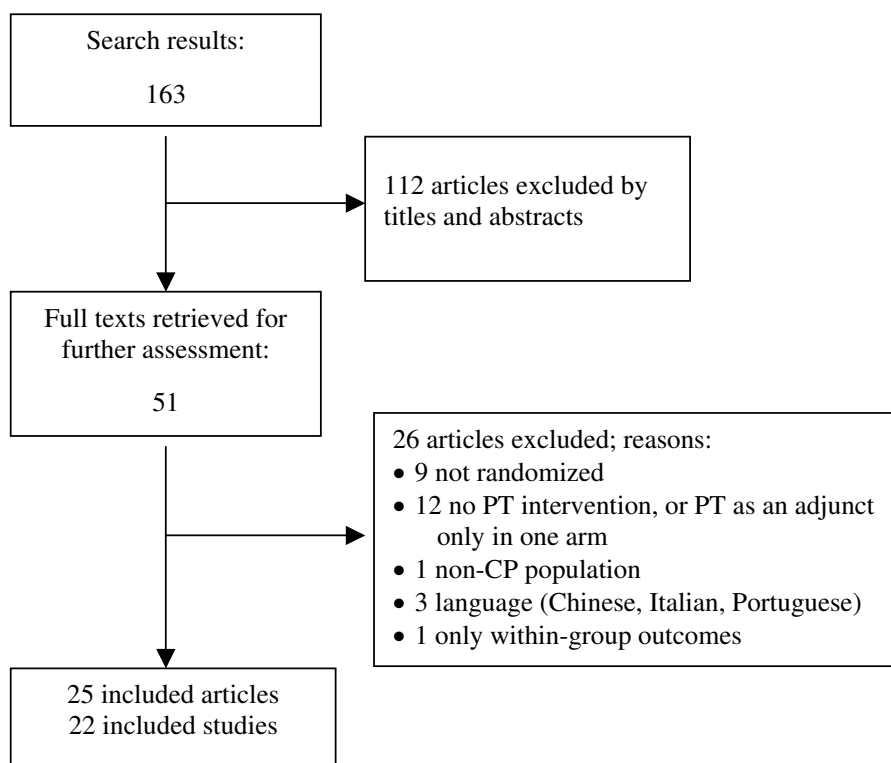 Search results:
163
112 articles excluded by
titles and abstracts
Full texts retrieved for
further assessment:
51
26 articles excluded; reasons:
• 9 not randomized
• 12 no PT intervention, or PT as an adjunct
only in one arm
• 1 non-CP population
• 3 language (Chinese, Italian, Portuguese)
• 1 only within-group outcomes
25 included articles
22 included studies